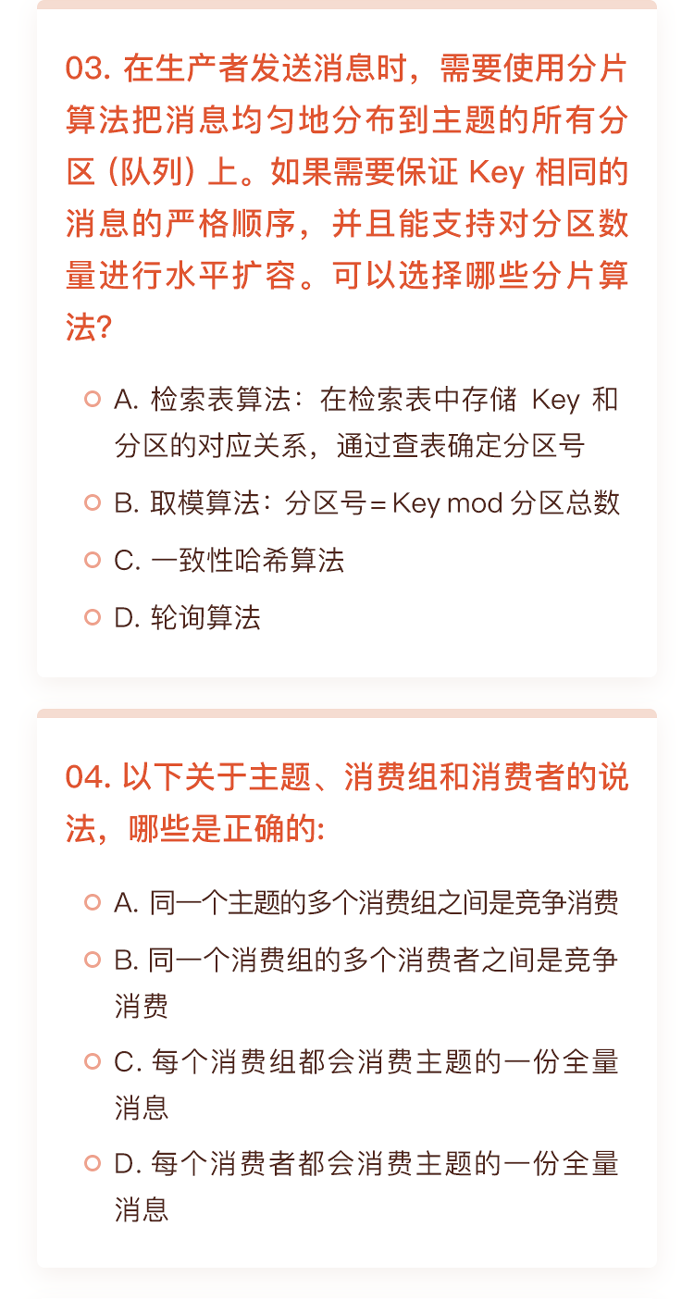 03. 在生产者发送消息时，需要使用分片
算法把消息均匀地分布到主题的所有分
区（队列）上。如果需要保证 Key 相同的
消息的严格顺序，并且能支持对分区数
量进行水平扩容。可以选择哪些分片算
法?
A. 检索表算法：在检索表中存储 Key 和
分区的对应关系，通过查表确定分区号
B. 取模算法：分区号=Key mod 分区总数
C. 一致性哈希算法
D. 轮询算法
04. 以下关于主题、消费组和消费者的说
法，哪些是正确的:
A. 同一个主题的多个消费组之间是竞争消费
B. 同一个消费组的多个消费者之间是竞争
消费
C. 每个消费组都会消费主题的一份全量
消息
D. 每个消费者都会消费主题的一份全量
消息